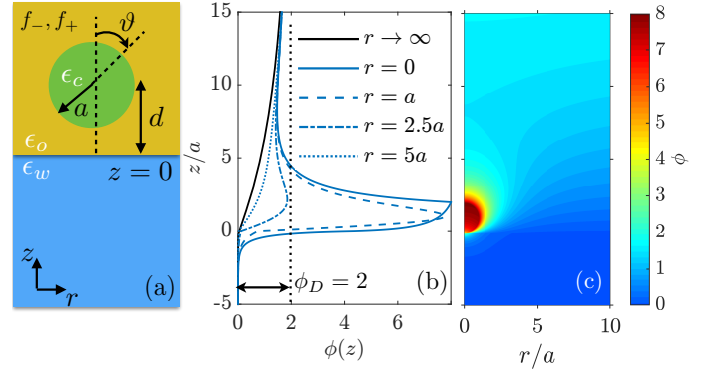 f₋, f₊
ϑ
ϵ_c
a
d
ϵ_o
ϵ_w
z = 0
z
r
(a)
z/a
15
10
5
0
-5
r → ∞
r = 0
r = a
r = 2.5a
r = 5a
ϕ_D = 2
(b)
0
2
4
6
ϕ(z)
(c)
0
5
10
r/a
8
7
6
5
4
3
2
1
0
ϕ